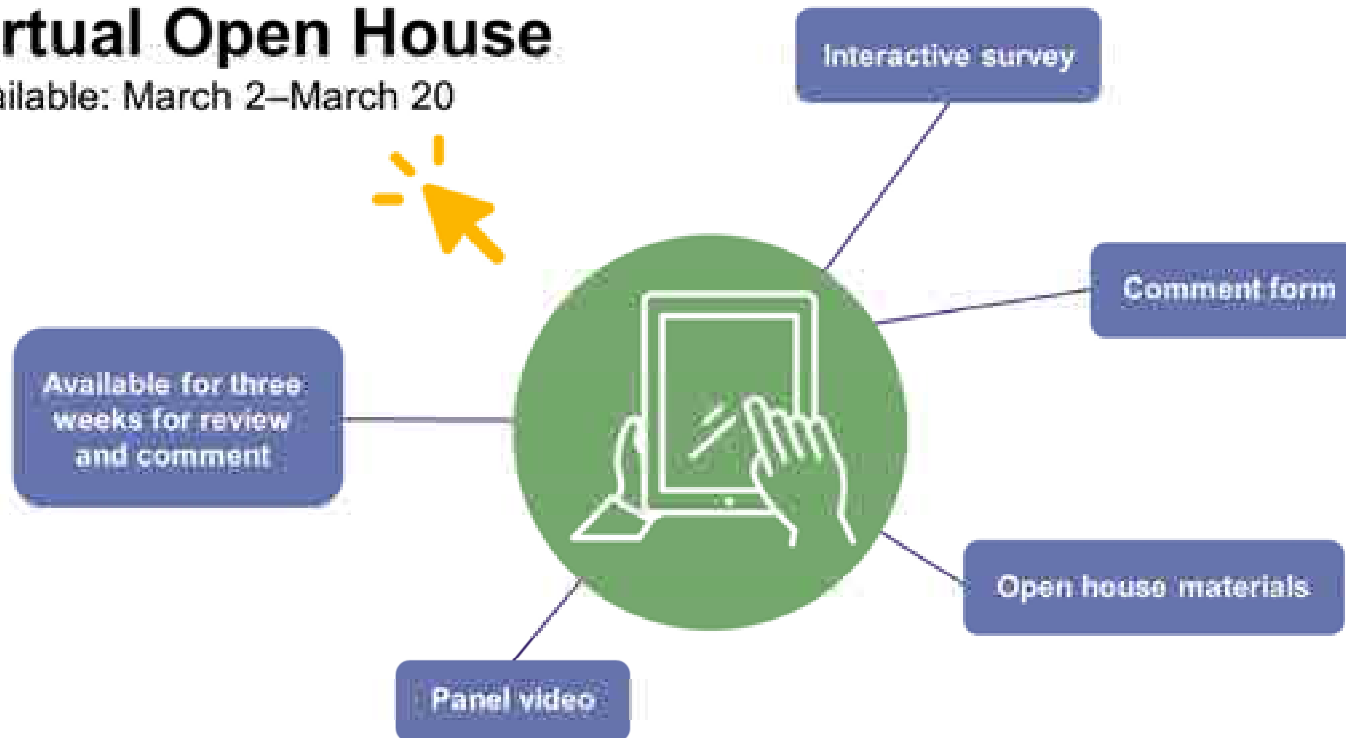 rtual Open House
ailable: March 2–March 20
Interactive survey
Comment form
Available for three
weeks for review
and comment
Open house materials
Panel video